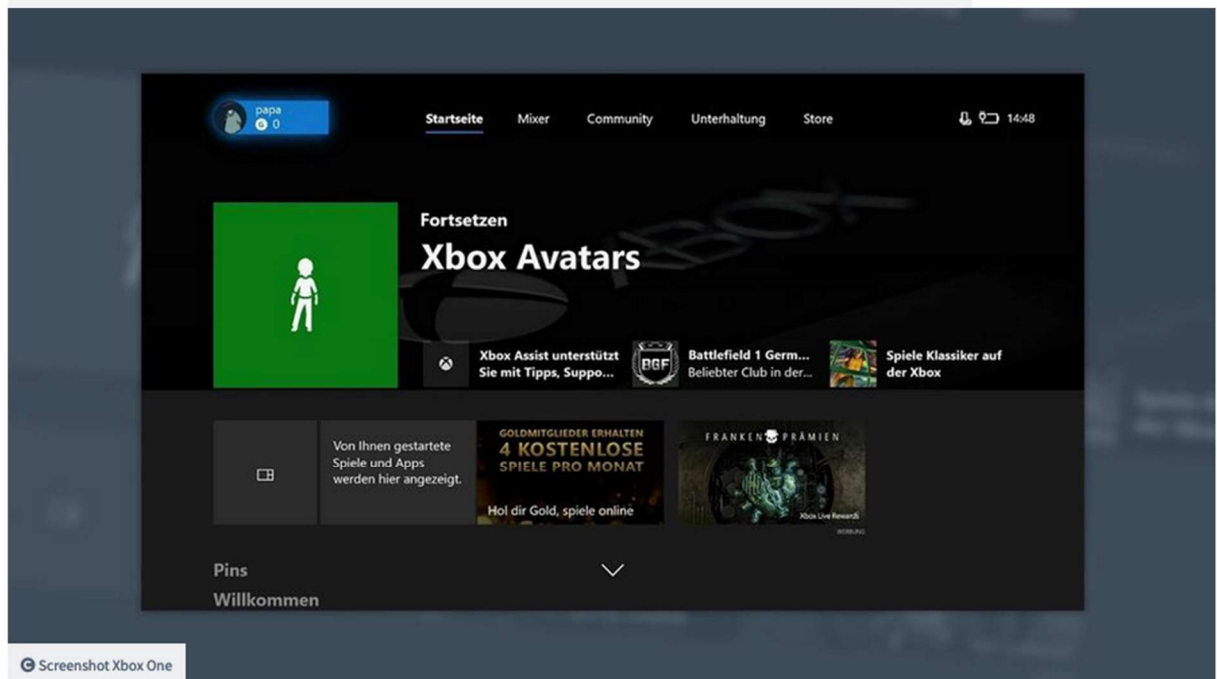 papa
G 0
Startseite Mixer Community Unterhaltung Store
14:48
Fortsetzen
Xbox Avatars
XBOX
Xbox Assist unterstützt
Sie mit Tipps, Suppo...
BGF
Battlefield 1 Germ...
Beliebter Club in der...
Spiele Klassiker auf
der Xbox
Von Ihnen gestartete
Spiele und Apps
werden hier angezeigt.
GOLDMITGLIEDER ERHALTEN
4 KOSTENLOSE
SPIELE PRO MONAT
Hol dir Gold, spiele online
FRANKEN PRÄMIEN
Xbox Live Rewards
WERBUNG
Pins
Willkommen
Screenshot Xbox One